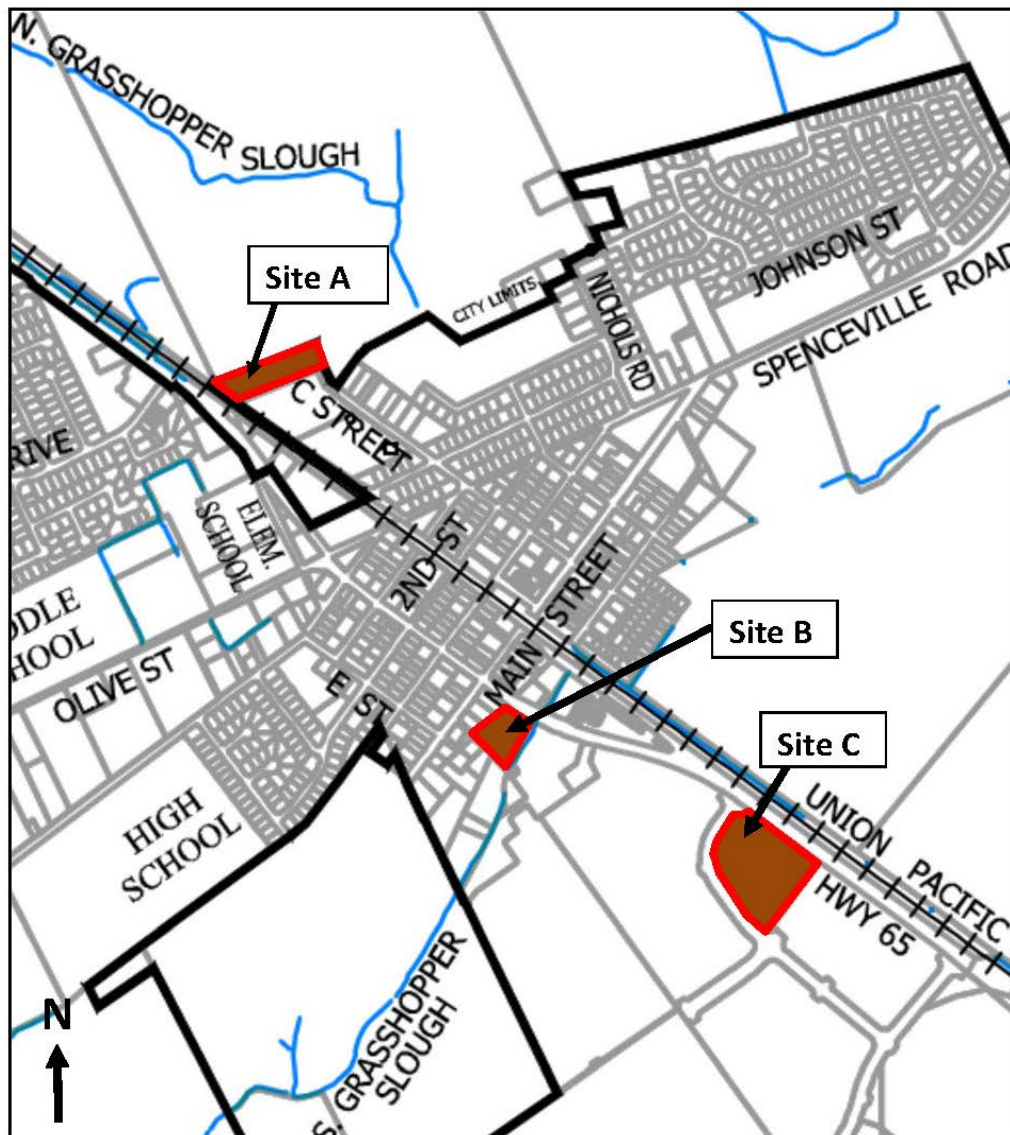 N. GRASSHOPPER
SLOUGH
Site A
CITY LIMITS
NICHOLS RD
JOHNSON ST
SPENCEVILLE ROAD
C STREET
RIVE
ELEM.
SCHOOL
2ND ST
DDLE
HOOL
MAIN STREET
Site B
OLIVE ST
E ST
Site C
HIGH
SCHOOL
UNION PACIFIC
HWY 65
S. GRASSHOPPER
SLOUGH
N